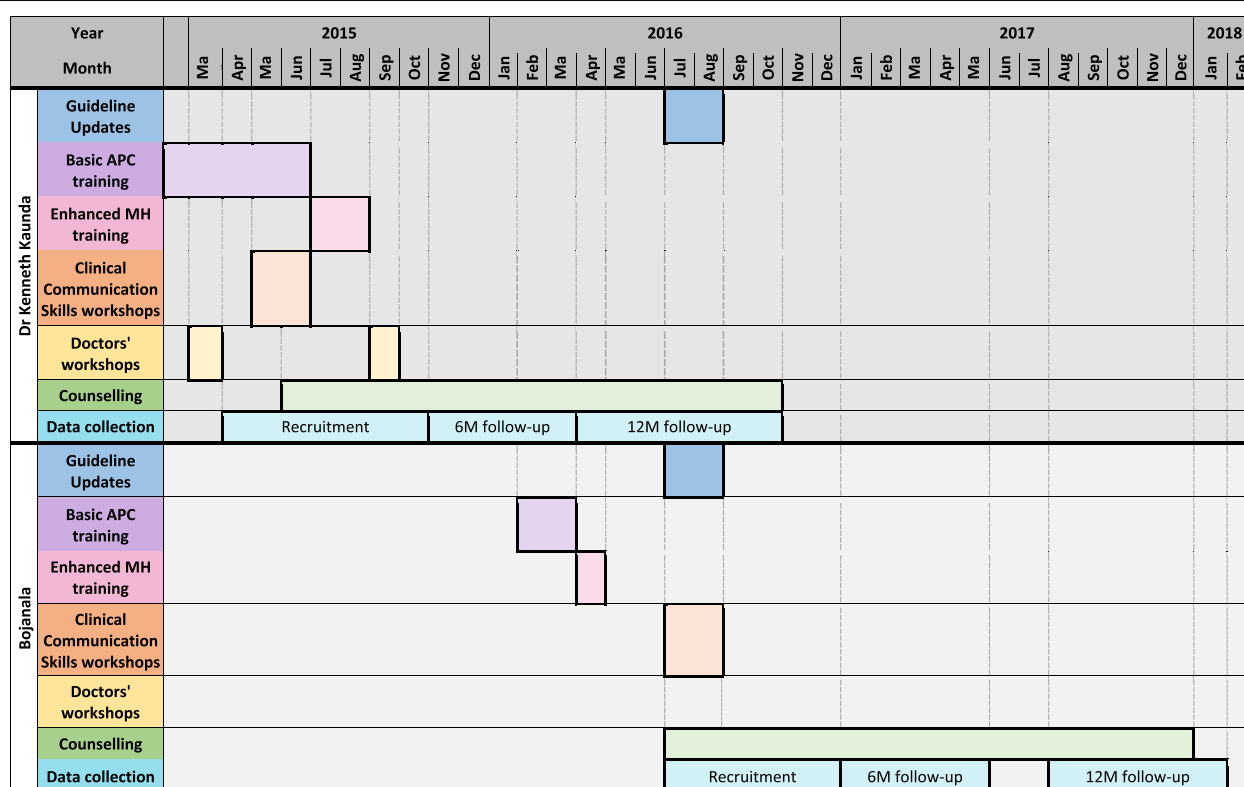 Year 2015 2016 2017 2018
Month Ma Apr Ma Jun Jul Aug Sep Oct Nov Dec Jan Feb Ma Apr Ma Jun Jul Aug Sep Oct Nov Dec Jan Feb Ma Apr Ma Jun Jul Aug Sep Oct Nov Dec Jan Feb
Dr Kenneth Kaunda
Guideline
Updates
Basic APC
training
Enhanced MH
training
Clinical
Communication
Skills workshops
Doctors'
workshops
Counselling
Data collection Recruitment 6M follow-up 12M follow-up
Bojanala
Guideline
Updates
Basic APC
training
Enhanced MH
training
Clinical
Communication
Skills workshops
Doctors'
workshops
Counselling
Data collection Recruitment 6M follow-up 12M follow-up